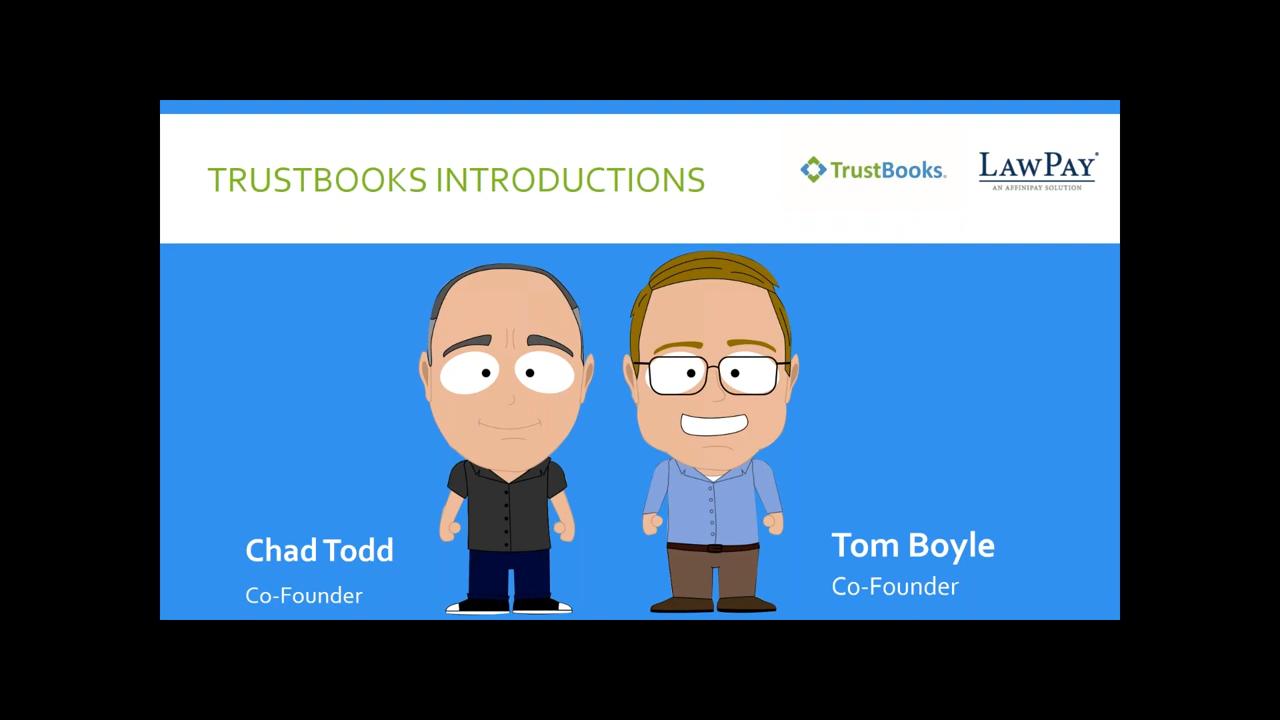 TRUSTBOOKS INTRODUCTIONS
TrustBooks®
LAWPAY®
AN AFFINIPAY SOLUTION
Chad Todd
Co-Founder
Tom Boyle
Co-Founder